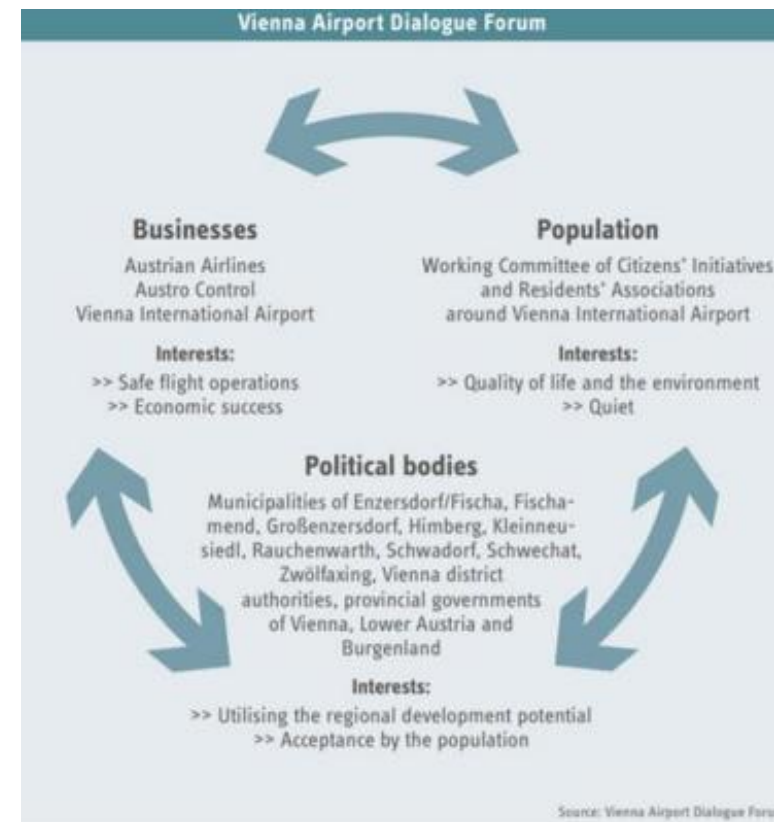 Vienna Airport Dialogue Forum
Businesses
Austrian Airlines
Austro Control
Vienna International Airport
Interests:
>> Safe flight operations
>> Economic success
Population
Working Committee of Citizens' Initiatives
and Residents' Associations
around Vienna International Airport
Interests:
>> Quality of life and the environment
>> Quiet
Political bodies
Municipalities of Enzersdorf/Fischa, Fischa-
mend, Großenzersdorf, Himberg, Kleinneu-
siedl, Rauchenwarth, Schwadorf, Schwechat,
Zwölfaxing, Vienna district
authorities, provincial governments
of Vienna, Lower Austria and
Burgenland
Interests:
>> Utilising the regional development potential
>> Acceptance by the population
Source: Vienna Airport Dialogue Foru